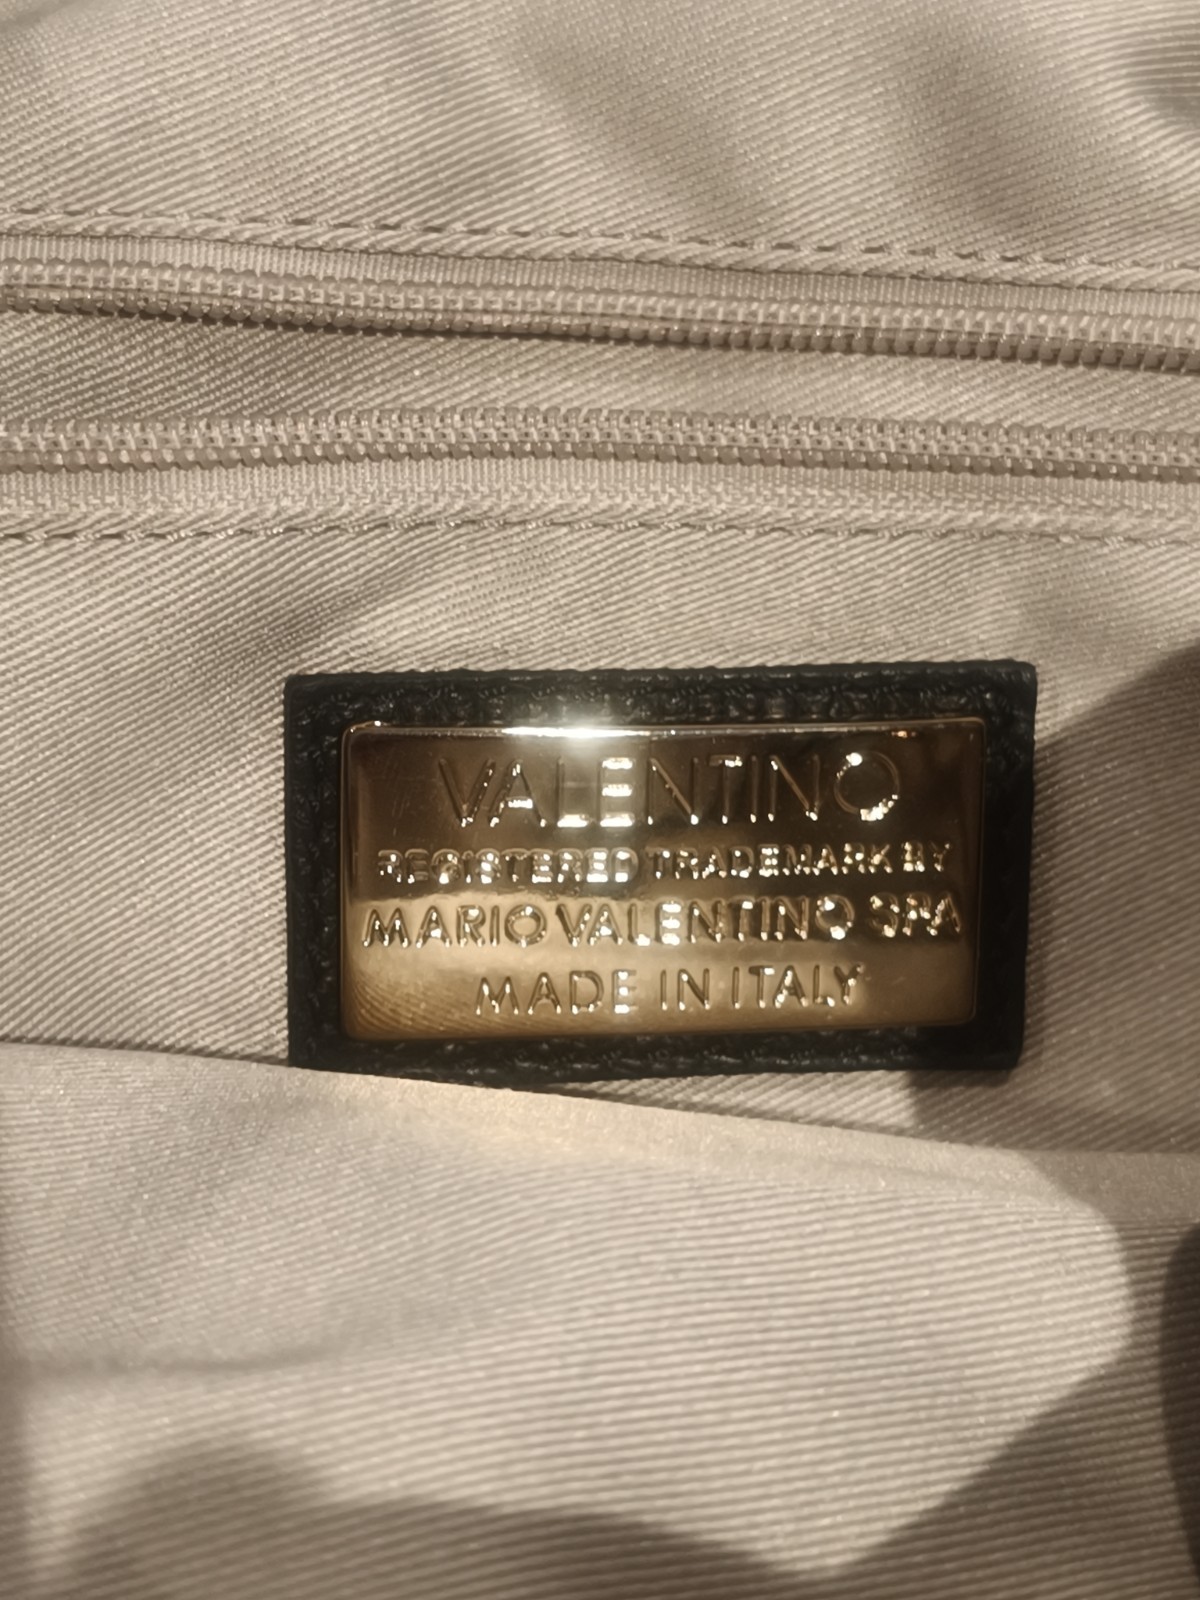 VALENTINO
REGISTERED TRADEMARK BY
MARIO VALENTINO SPA
MADE IN ITALY